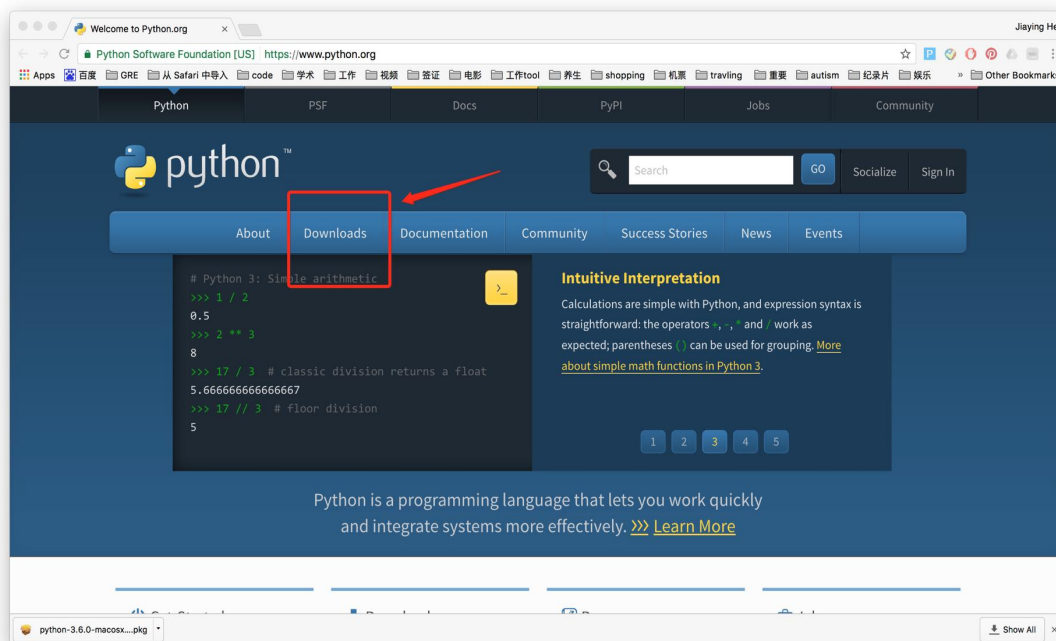 Welcome to Python.org
Jiaying He
Python Software Foundation [US] https://www.python.org
Apps 百度 GRE 从 Safari 中导入 code 学术 工作 视频 签证 电影 工作tool 养生 shopping 机票 travling 重要 autism 纪录片 娱乐 » Other Bookmarks
Python PSF Docs PyPI Jobs Community
python™
Search GO Socialize Sign In
About Downloads Documentation Community Success Stories News Events
# Python 3: Simple arithmetic
>>> 1 / 2
0.5
>>> 2 ** 3
8
>>> 17 / 3 # classic division returns a float
5.666666666666667
>>> 17 // 3 # floor division
5
>_
Intuitive Interpretation
Calculations are simple with Python, and expression syntax is
straightforward: the operators +, -, * and / work as
expected; parentheses () can be used for grouping. More
about simple math functions in Python 3.
1 2 3 4 5
Python is a programming language that lets you work quickly
and integrate systems more effectively. >>> Learn More
python-3.6.0-macosx....pkg
Show All